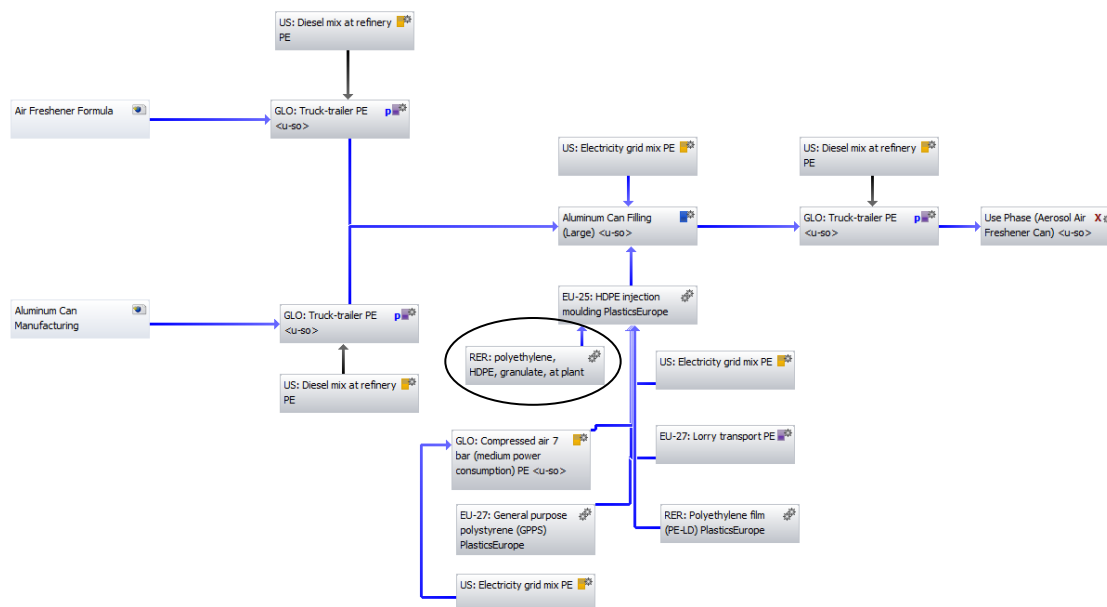 US: Diesel mix at refinery
PE
Air Freshener Formula
GLO: Truck-trailer PE
<u-so>
p
US: Electricity grid mix PE
US: Diesel mix at refinery
PE
Aluminum Can Filling
(Large) <u-so>
GLO: Truck-trailer PE
<u-so>
p
Use Phase (Aerosol Air
Freshener Can) <u-so>
X
Aluminum Can
Manufacturing
GLO: Truck-trailer PE
<u-so>
p
EU-25: HDPE injection
moulding PlasticsEurope
US: Diesel mix at refinery
PE
RER: polyethylene,
HDPE, granulate, at plant
US: Electricity grid mix PE
GLO: Compressed air 7
bar (medium power
consumption) PE <u-so>
EU-27: Lorry transport PE
EU-27: General purpose
polystyrene (GPPS)
PlasticsEurope
RER: Polyethylene film
(PE-LD) PlasticsEurope
US: Electricity grid mix PE